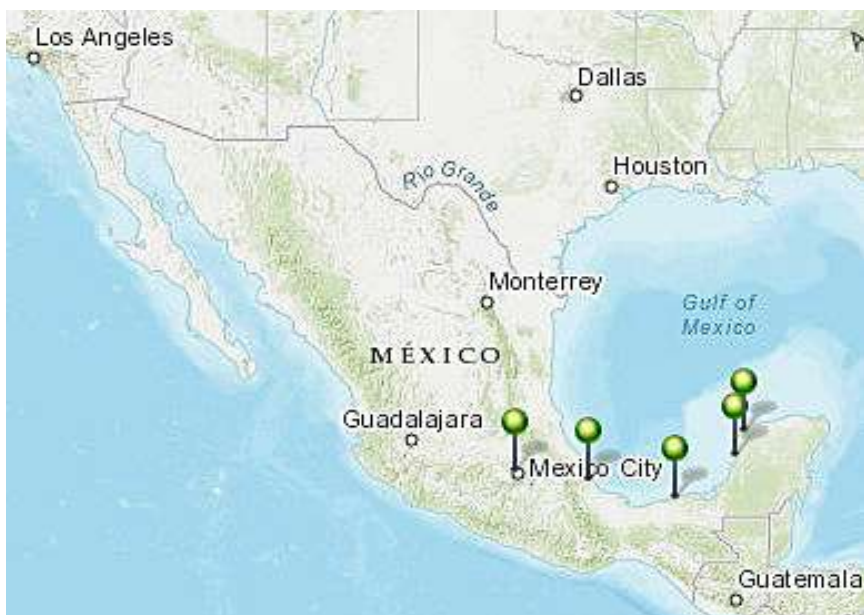 Los Angeles
Dallas
Houston
Rio Grande
Monterrey
Gulf of
Mexico
MÉXICO
Guadalajara
Mexico City
Guatemala